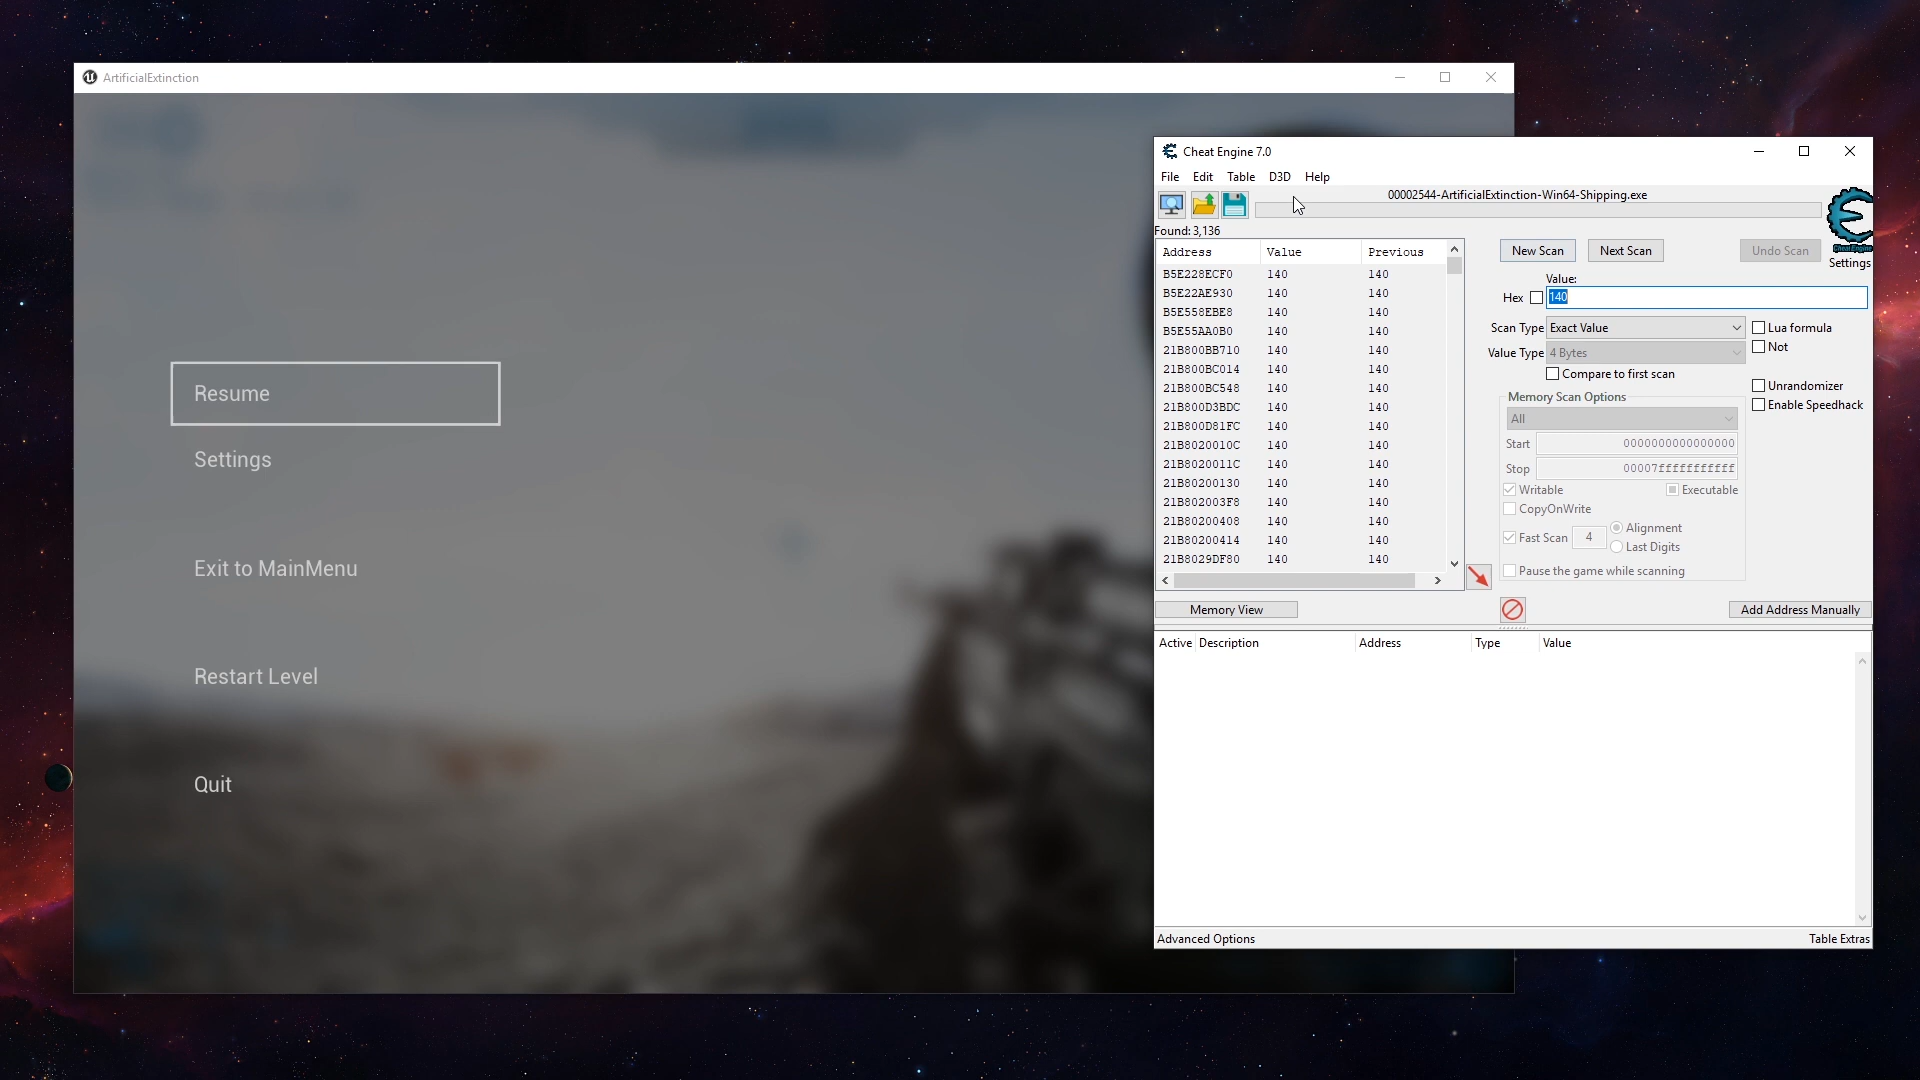 ArtificialExtinction
Resume
Settings
Exit to MainMenu
Restart Level
Quit
Cheat Engine 7.0
File Edit Table D3D Help
00002544-ArtificialExtinction-Win64-Shipping.exe
Found: 3,136
Address Value Previous
B5E228ECF0 140 140
B5E22AE930 140 140
B5E558EBE8 140 140
B5E55AA0B0 140 140
21B800BB710 140 140
21B800BC014 140 140
21B800BC548 140 140
21B800D3BDC 140 140
21B800D81FC 140 140
21B8020010C 140 140
21B8020011C 140 140
21B80200130 140 140
21B802003F8 140 140
21B80200408 140 140
21B80200414 140 140
21B8029DF80 140 140
Memory View
New Scan Next Scan Undo Scan
Cheat Engine
Settings
Value:
Hex 140
Scan Type Exact Value
Lua formula
Not
Value Type 4 Bytes
Compare to first scan
Unrandomizer
Enable Speedhack
Memory Scan Options
All
Start 0000000000000000
Stop 00007fffffffffff
Writable Executable
CopyOnWrite
Fast Scan 4 Alignment
Last Digits
Pause the game while scanning
Add Address Manually
Active Description Address Type Value
Advanced Options Table Extras